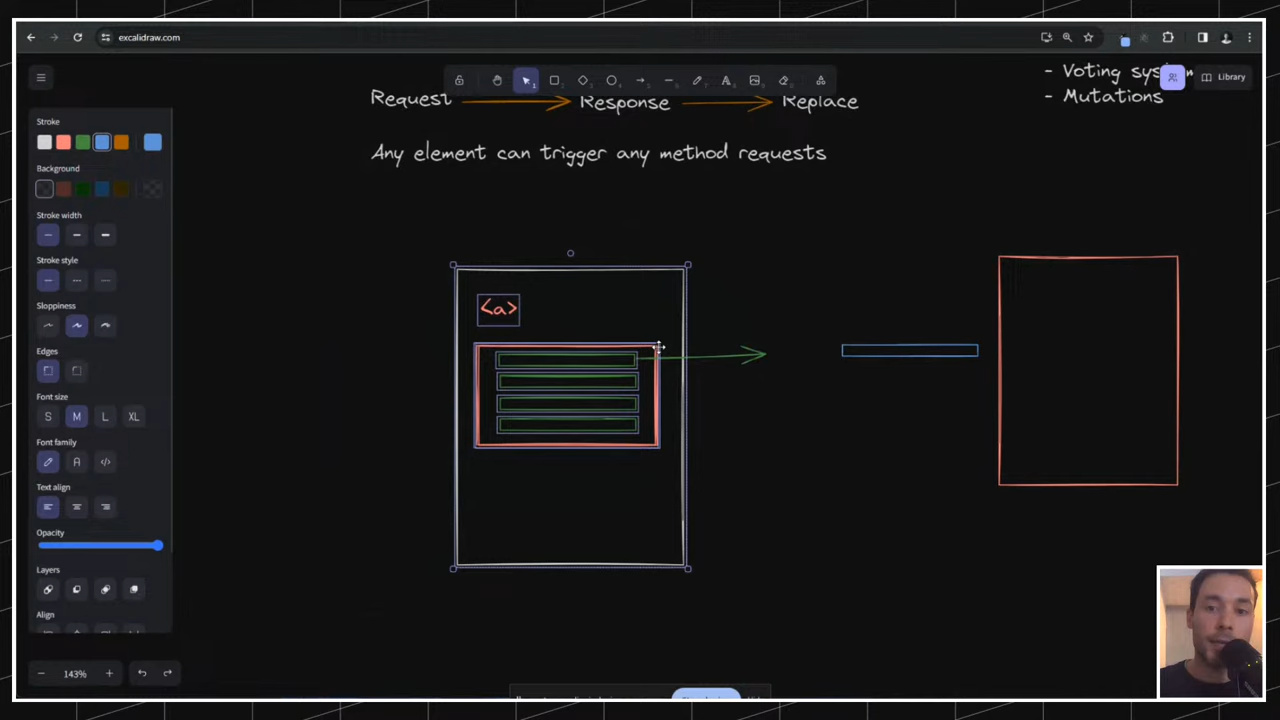 excalidraw.com
- Voting system
Library
- Mutations
Request
Response
Replace
Any element can trigger any method requests
Stroke
Background
Stroke width
Stroke style
Sloppiness
Edges
Font size
S M L XL
Font family
A </>
Text align
Opacity
Layers
Align
<a>
143%